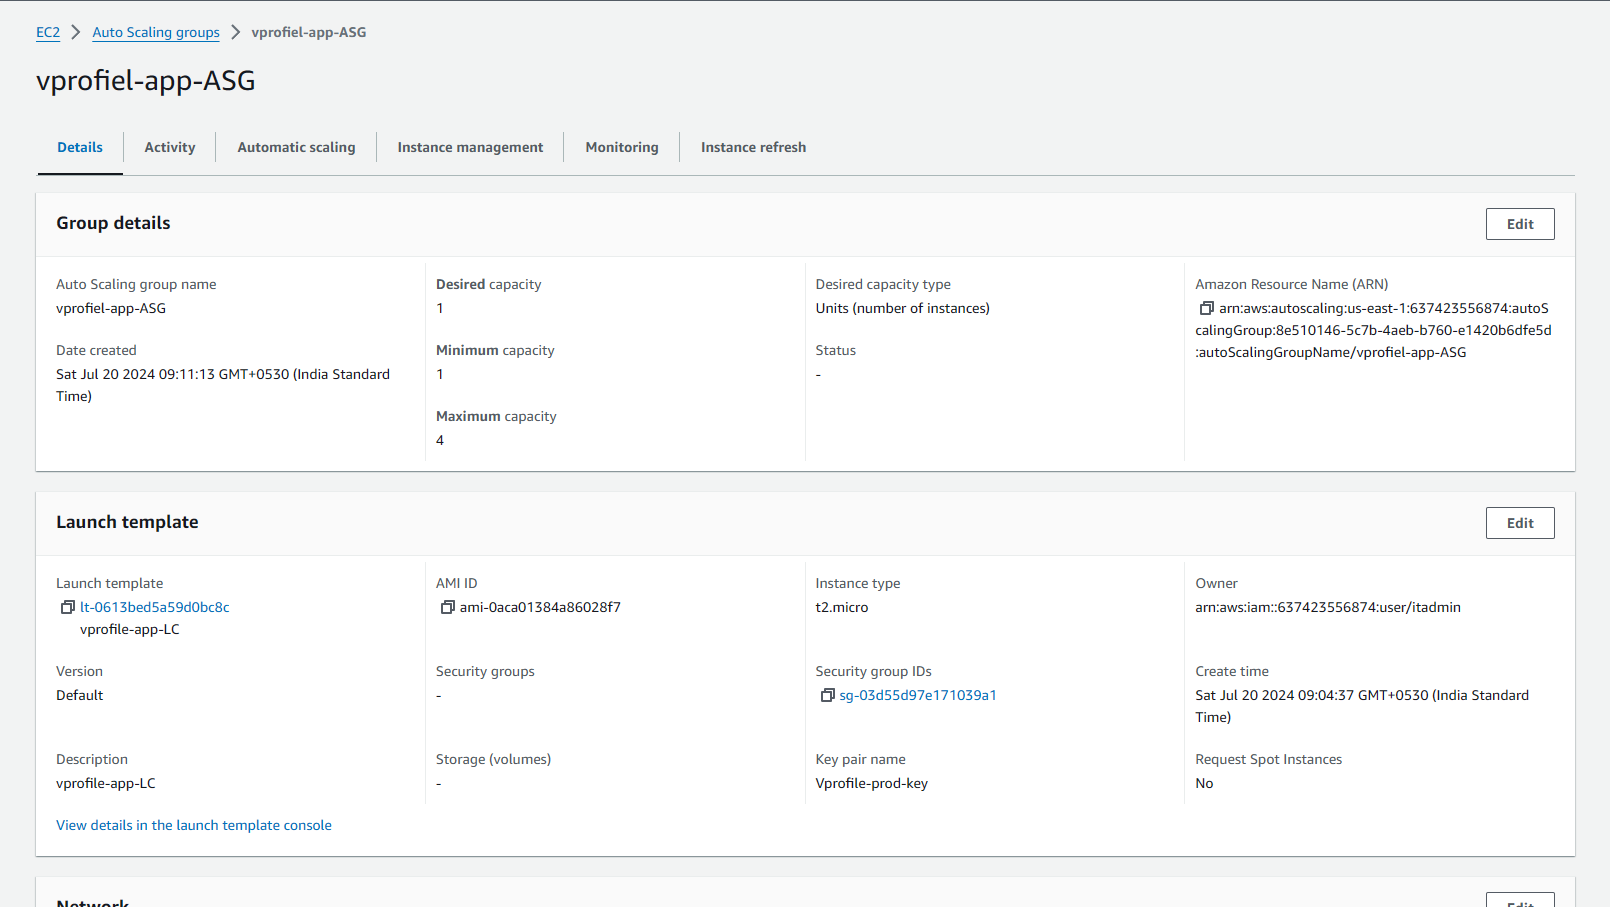 EC2 > Auto Scaling groups > vprofiel-app-ASG
vprofiel-app-ASG
Details
Activity
Automatic scaling
Instance management
Monitoring
Instance refresh
Group details
Edit
Auto Scaling group name
vprofiel-app-ASG
Date created
Sat Jul 20 2024 09:11:13 GMT+0530 (India Standard
Time)
Desired capacity
1
Minimum capacity
1
Maximum capacity
4
Desired capacity type
Units (number of instances)
Status
-
Amazon Resource Name (ARN)
arn:aws:autoscaling:us-east-1:637423556874:autoS
calingGroup:8e510146-5c7b-4aeb-b760-e1420b6dfe5d
:autoScalingGroupName/vprofiel-app-ASG
Launch template
Edit
Launch template
lt-0613bed5a59d0bc8c
vprofile-app-LC
AMI ID
ami-0aca01384a86028f7
Instance type
t2.micro
Owner
arn:aws:iam::637423556874:user/itadmin
Version
Default
Security groups
-
Security group IDs
sg-03d55d97e171039a1
Create time
Sat Jul 20 2024 09:04:37 GMT+0530 (India Standard
Time)
Description
vprofile-app-LC
Storage (volumes)
-
Key pair name
Vprofile-prod-key
Request Spot Instances
No
View details in the launch template console
Network
Edit